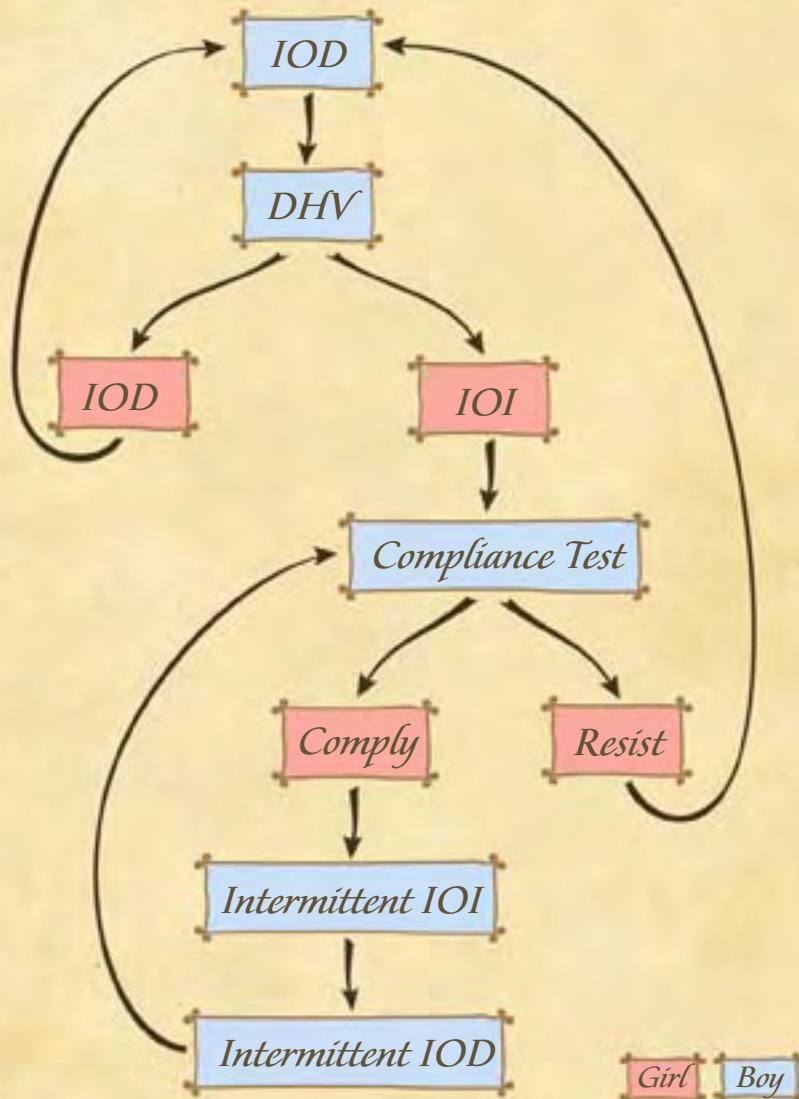 IOD
DHV
IOD
IOI
Compliance Test
Comply
Resist
Intermittent IOI
Intermittent IOD
Girl
Boy